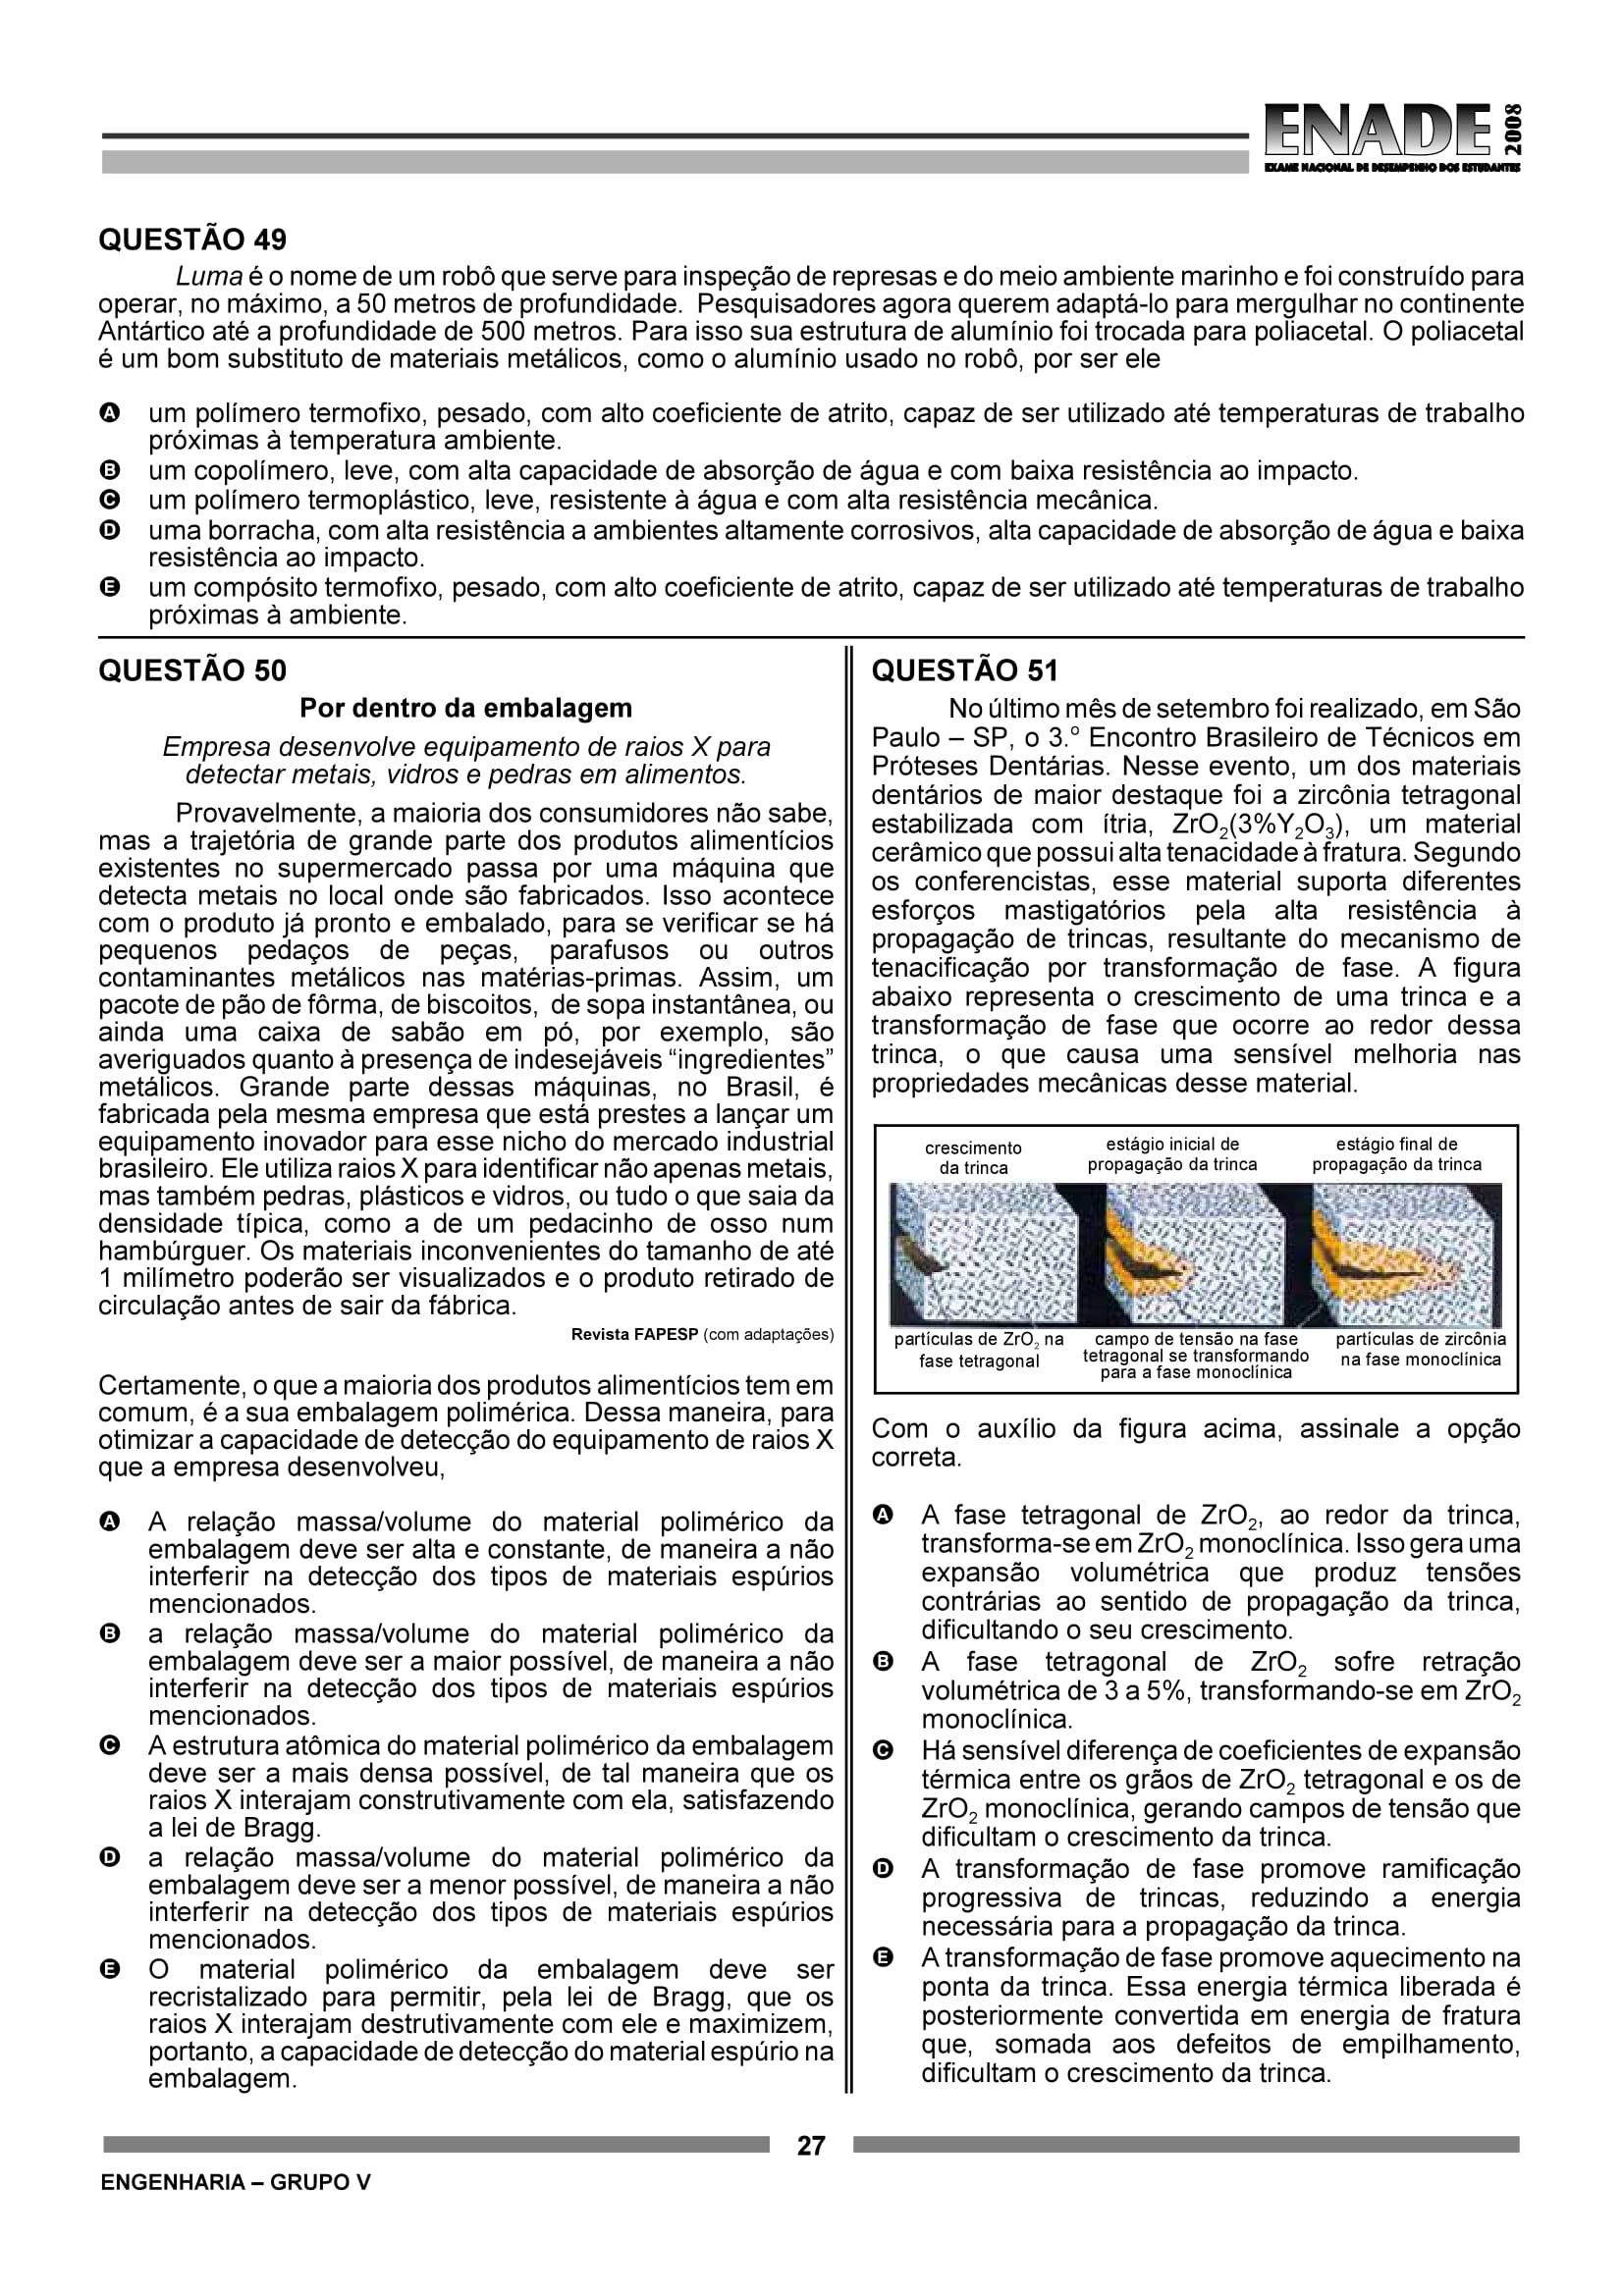 ENADE 2008
EXAME NACIONAL DE DESEMPENHO DOS ESTUDANTES
QUESTÃO 49
Luma é o nome de um robô que serve para inspeção de represas e do meio ambiente marinho e foi construído para
operar, no máximo, a 50 metros de profundidade. Pesquisadores agora querem adaptá-lo para mergulhar no continente
Antártico até a profundidade de 500 metros. Para isso sua estrutura de alumínio foi trocada para poliacetal. O poliacetal
é um bom substituto de materiais metálicos, como o alumínio usado no robô, por ser ele
A um polímero termofixo, pesado, com alto coeficiente de atrito, capaz de ser utilizado até temperaturas de trabalho
próximas à temperatura ambiente.
B um copolímero, leve, com alta capacidade de absorção de água e com baixa resistência ao impacto.
C um polímero termoplástico, leve, resistente à água e com alta resistência mecânica.
D uma borracha, com alta resistência a ambientes altamente corrosivos, alta capacidade de absorção de água e baixa
resistência ao impacto.
E um compósito termofixo, pesado, com alto coeficiente de atrito, capaz de ser utilizado até temperaturas de trabalho
próximas à ambiente.
QUESTÃO 50
Por dentro da embalagem
Empresa desenvolve equipamento de raios X para
detectar metais, vidros e pedras em alimentos.
Provavelmente, a maioria dos consumidores não sabe,
mas a trajetória de grande parte dos produtos alimentícios
existentes no supermercado passa por uma máquina que
detecta metais no local onde são fabricados. Isso acontece
com o produto já pronto e embalado, para se verificar se há
pequenos pedaços de peças, parafusos ou outros
contaminantes metálicos nas matérias-primas. Assim, um
pacote de pão de fôrma, de biscoitos, de sopa instantânea, ou
ainda uma caixa de sabão em pó, por exemplo, são
averiguados quanto à presença de indesejáveis “ingredientes”
metálicos. Grande parte dessas máquinas, no Brasil, é
fabricada pela mesma empresa que está prestes a lançar um
equipamento inovador para esse nicho do mercado industrial
brasileiro. Ele utiliza raios X para identificar não apenas metais,
mas também pedras, plásticos e vidros, ou tudo o que saia da
densidade típica, como a de um pedacinho de osso num
hambúrguer. Os materiais inconvenientes do tamanho de até
1 milímetro poderão ser visualizados e o produto retirado de
circulação antes de sair da fábrica.
Revista FAPESP (com adaptações)
Certamente, o que a maioria dos produtos alimentícios tem em
comum, é a sua embalagem polimérica. Dessa maneira, para
otimizar a capacidade de detecção do equipamento de raios X
que a empresa desenvolveu,
A A relação massa/volume do material polimérico da
embalagem deve ser alta e constante, de maneira a não
interferir na detecção dos tipos de materiais espúrios
mencionados.
B a relação massa/volume do material polimérico da
embalagem deve ser a maior possível, de maneira a não
interferir na detecção dos tipos de materiais espúrios
mencionados.
C A estrutura atômica do material polimérico da embalagem
deve ser a mais densa possível, de tal maneira que os
raios X interajam construtivamente com ela, satisfazendo
a lei de Bragg.
D a relação massa/volume do material polimérico da
embalagem deve ser a menor possível, de maneira a não
interferir na detecção dos tipos de materiais espúrios
mencionados.
E O material polimérico da embalagem deve ser
recristalizado para permitir, pela lei de Bragg, que os
raios X interajam destrutivamente com ele e maximizem,
portanto, a capacidade de detecção do material espúrio na
embalagem.
QUESTÃO 51
No último mês de setembro foi realizado, em São
Paulo – SP, o 3.º Encontro Brasileiro de Técnicos em
Próteses Dentárias. Nesse evento, um dos materiais
dentários de maior destaque foi a zircônia tetragonal
estabilizada com ítria, ZrO2(3%Y2O3), um material
cerâmico que possui alta tenacidade à fratura. Segundo
os conferencistas, esse material suporta diferentes
esforços mastigatórios pela alta resistência à
propagação de trincas, resultante do mecanismo de
tenacificação por transformação de fase. A figura
abaixo representa o crescimento de uma trinca e a
transformação de fase que ocorre ao redor dessa
trinca, o que causa uma sensível melhoria nas
propriedades mecânicas desse material.
crescimento
da trinca
estágio inicial de
propagação da trinca
estágio final de
propagação da trinca
partículas de ZrO2 na
fase tetragonal
campo de tensão na fase
tetragonal se transformando
para a fase monoclínica
partículas de zircônia
na fase monoclínica
Com o auxílio da figura acima, assinale a opção
correta.
A A fase tetragonal de ZrO2, ao redor da trinca,
transforma-se em ZrO2 monoclínica. Isso gera uma
expansão volumétrica que produz tensões
contrárias ao sentido de propagação da trinca,
dificultando o seu crescimento.
B A fase tetragonal de ZrO2 sofre retração
volumétrica de 3 a 5%, transformando-se em ZrO2
monoclínica.
C Há sensível diferença de coeficientes de expansão
térmica entre os grãos de ZrO2 tetragonal e os de
ZrO2 monoclínica, gerando campos de tensão que
dificultam o crescimento da trinca.
D A transformação de fase promove ramificação
progressiva de trincas, reduzindo a energia
necessária para a propagação da trinca.
E A transformação de fase promove aquecimento na
ponta da trinca. Essa energia térmica liberada é
posteriormente convertida em energia de fratura
que, somada aos defeitos de empilhamento,
dificultam o crescimento da trinca.
27
ENGENHARIA – GRUPO V